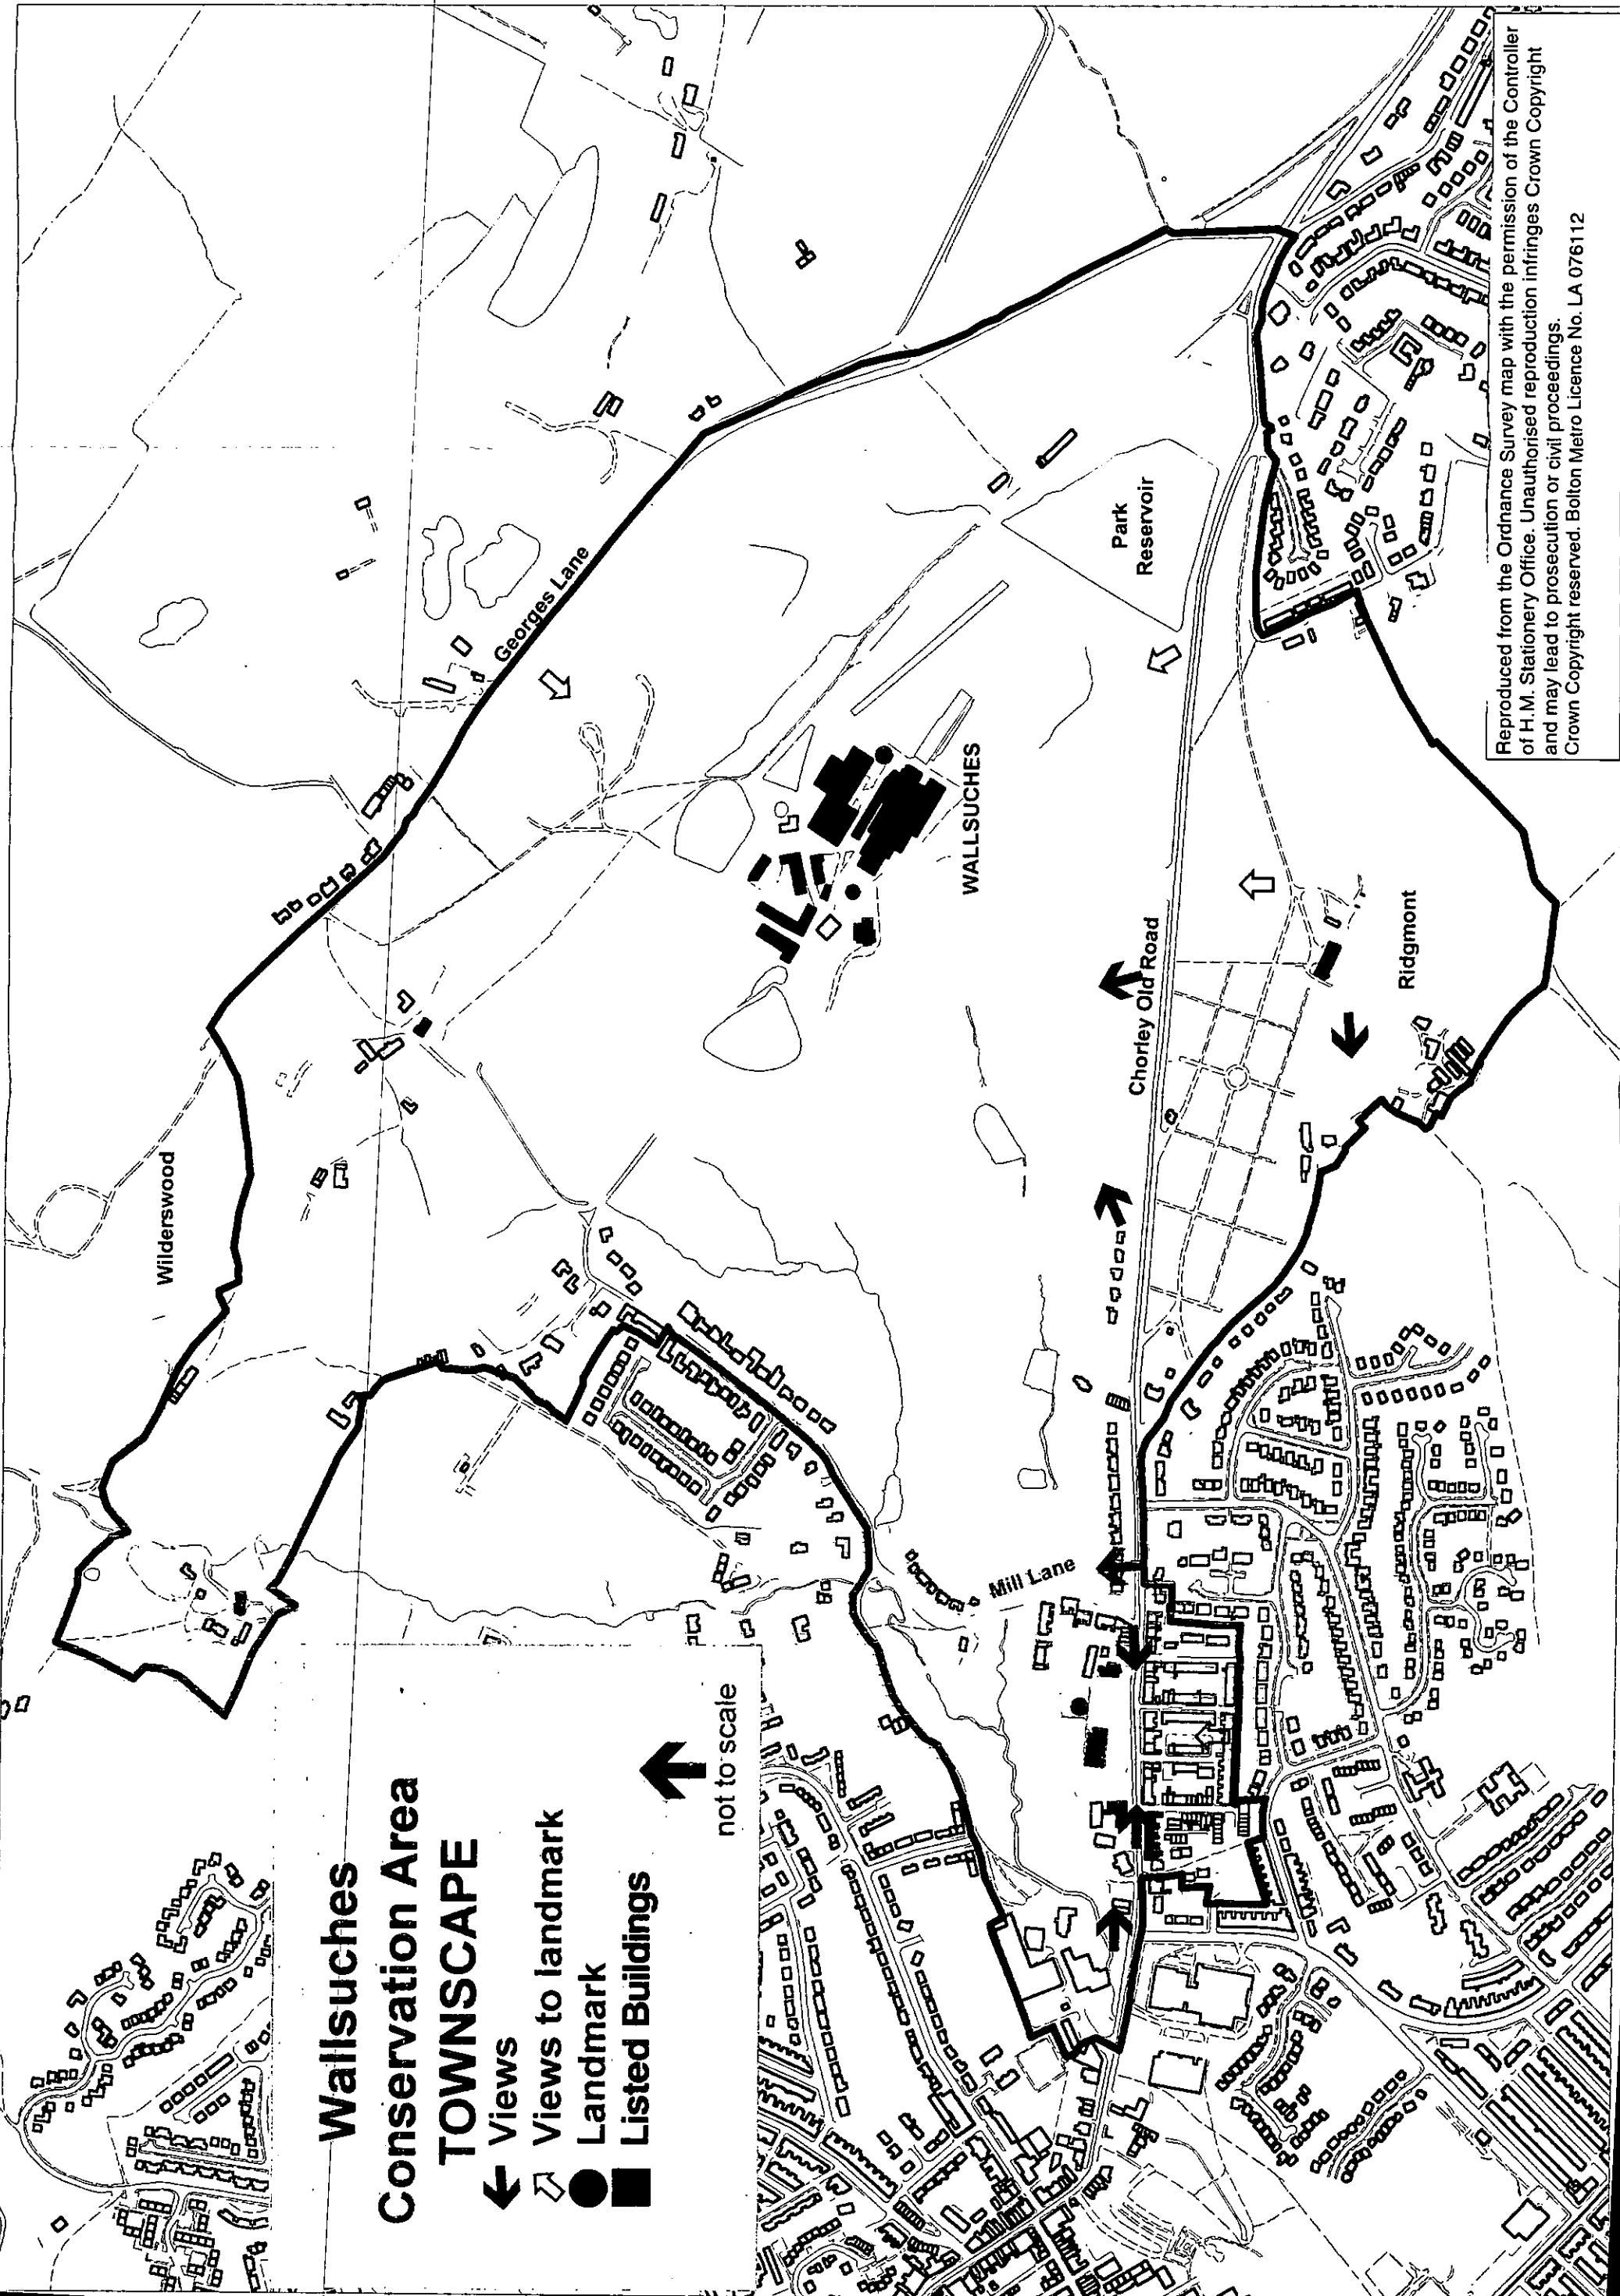 Wallsuches
Conservation Area
TOWNSCAPE
Views
Views to landmark
Landmark
Listed Buildings
not to scale
Wilderswood
Georges Lane
WALLSUCHES
Park
Reservoir
Chorley Old Road
Ridgmont
Mill Lane
Reproduced from the Ordnance Survey map with the permission of the Controller
of H.M. Stationery Office. Unauthorised reproduction infringes Crown Copyright
and may lead to prosecution or civil proceedings.
Crown Copyright reserved. Bolton Metro Licence No. LA 076112